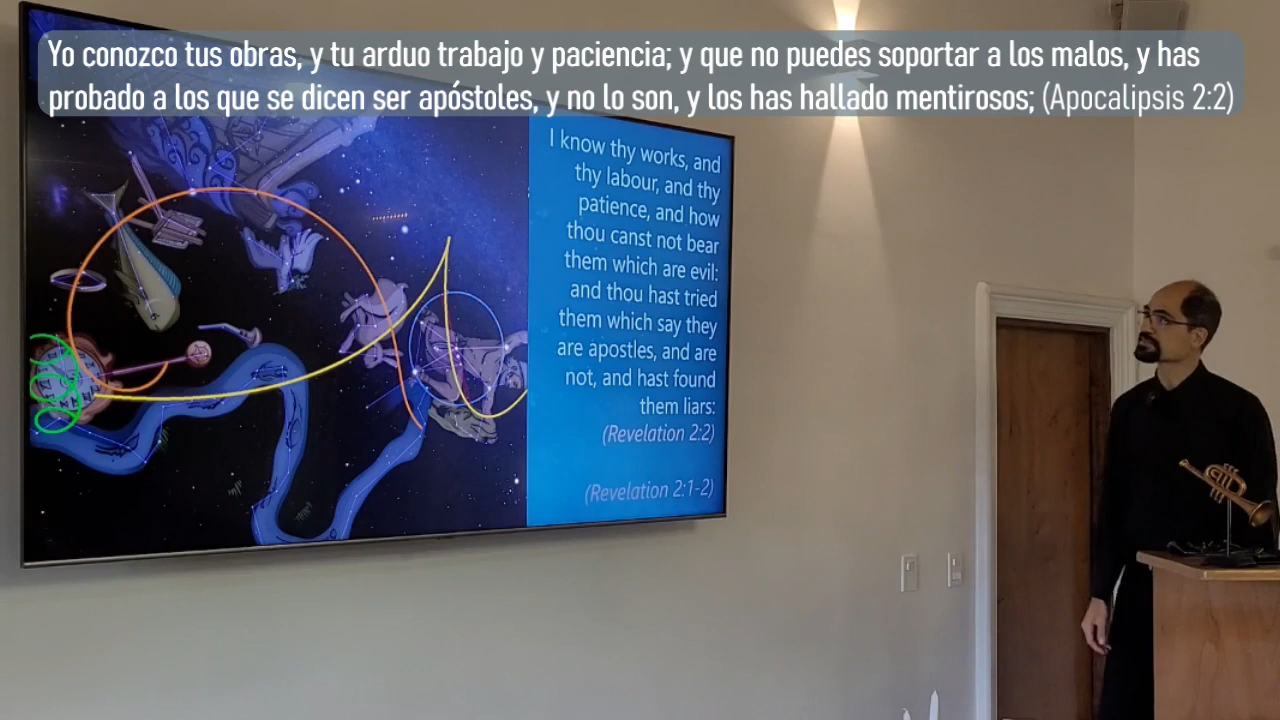 Yo conozco tus obras, y tu arduo trabajo y paciencia; y que no puedes soportar a los malos, y has
probado a los que se dicen ser apóstoles, y no lo son, y los has hallado mentirosos; (Apocalipsis 2:2)
I know thy works, and
thy labour, and thy
patience, and how
thou canst not bear
them which are evil:
and thou hast tried
them which say they
are apostles, and are
not, and hast found
them liars:
(Revelation 2:2)
(Revelation 2:1-2)